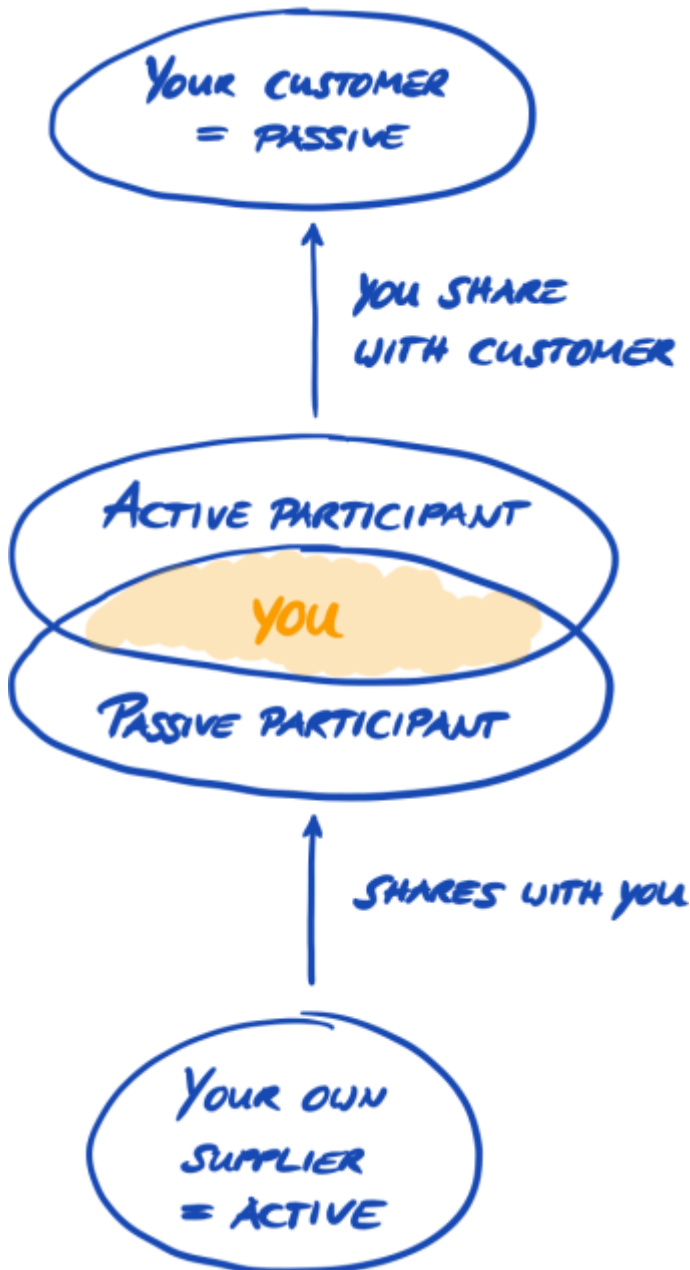 YOUR CUSTOMER
= PASSIVE
YOU SHARE
WITH CUSTOMER
ACTIVE PARTICIPANT
YOU
PASSIVE PARTICIPANT
SHARES WITH YOU
YOUR OWN
SUPPLIER
= ACTIVE